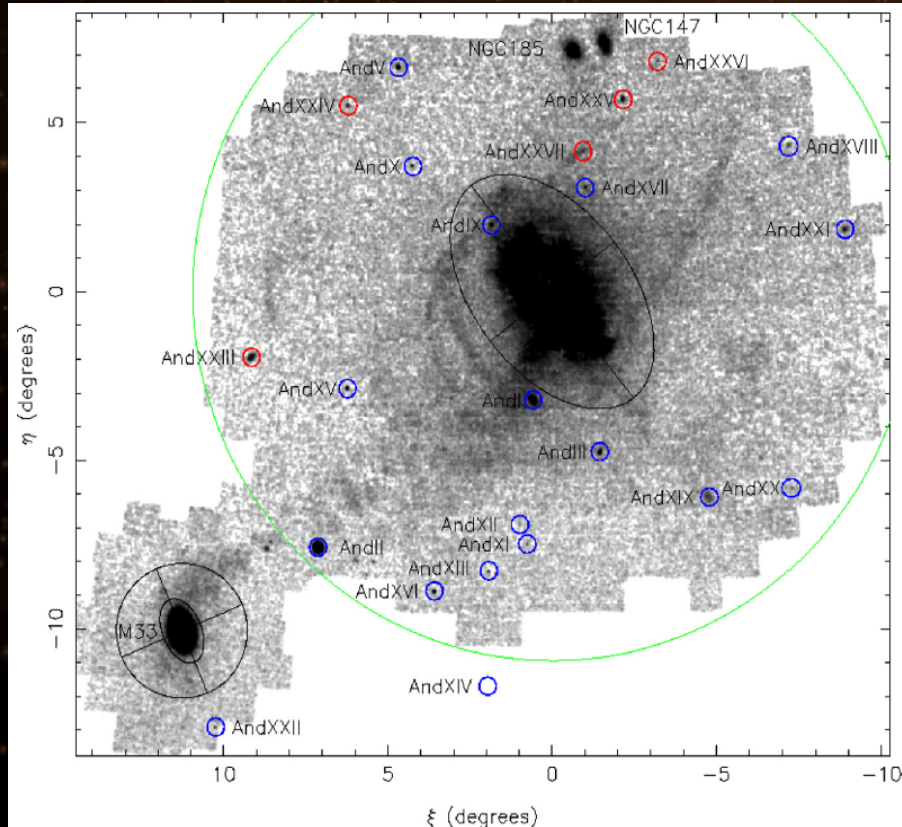 NGC147
NGC185
AndXXVI
AndV
AndXXIV
AndXXV
AndXXVII
AndXVIII
AndX
AndXVII
AndIX
AndXXI
AndXXIII
AndXV
AndI
AndIII
AndXIX
AndXX
AndXII
AndXI
AndII
AndXIII
AndXVI
M33
AndXIV
AndXXII
5
0
−5
−10
η (degrees)
10
5
0
−5
−10
ξ (degrees)